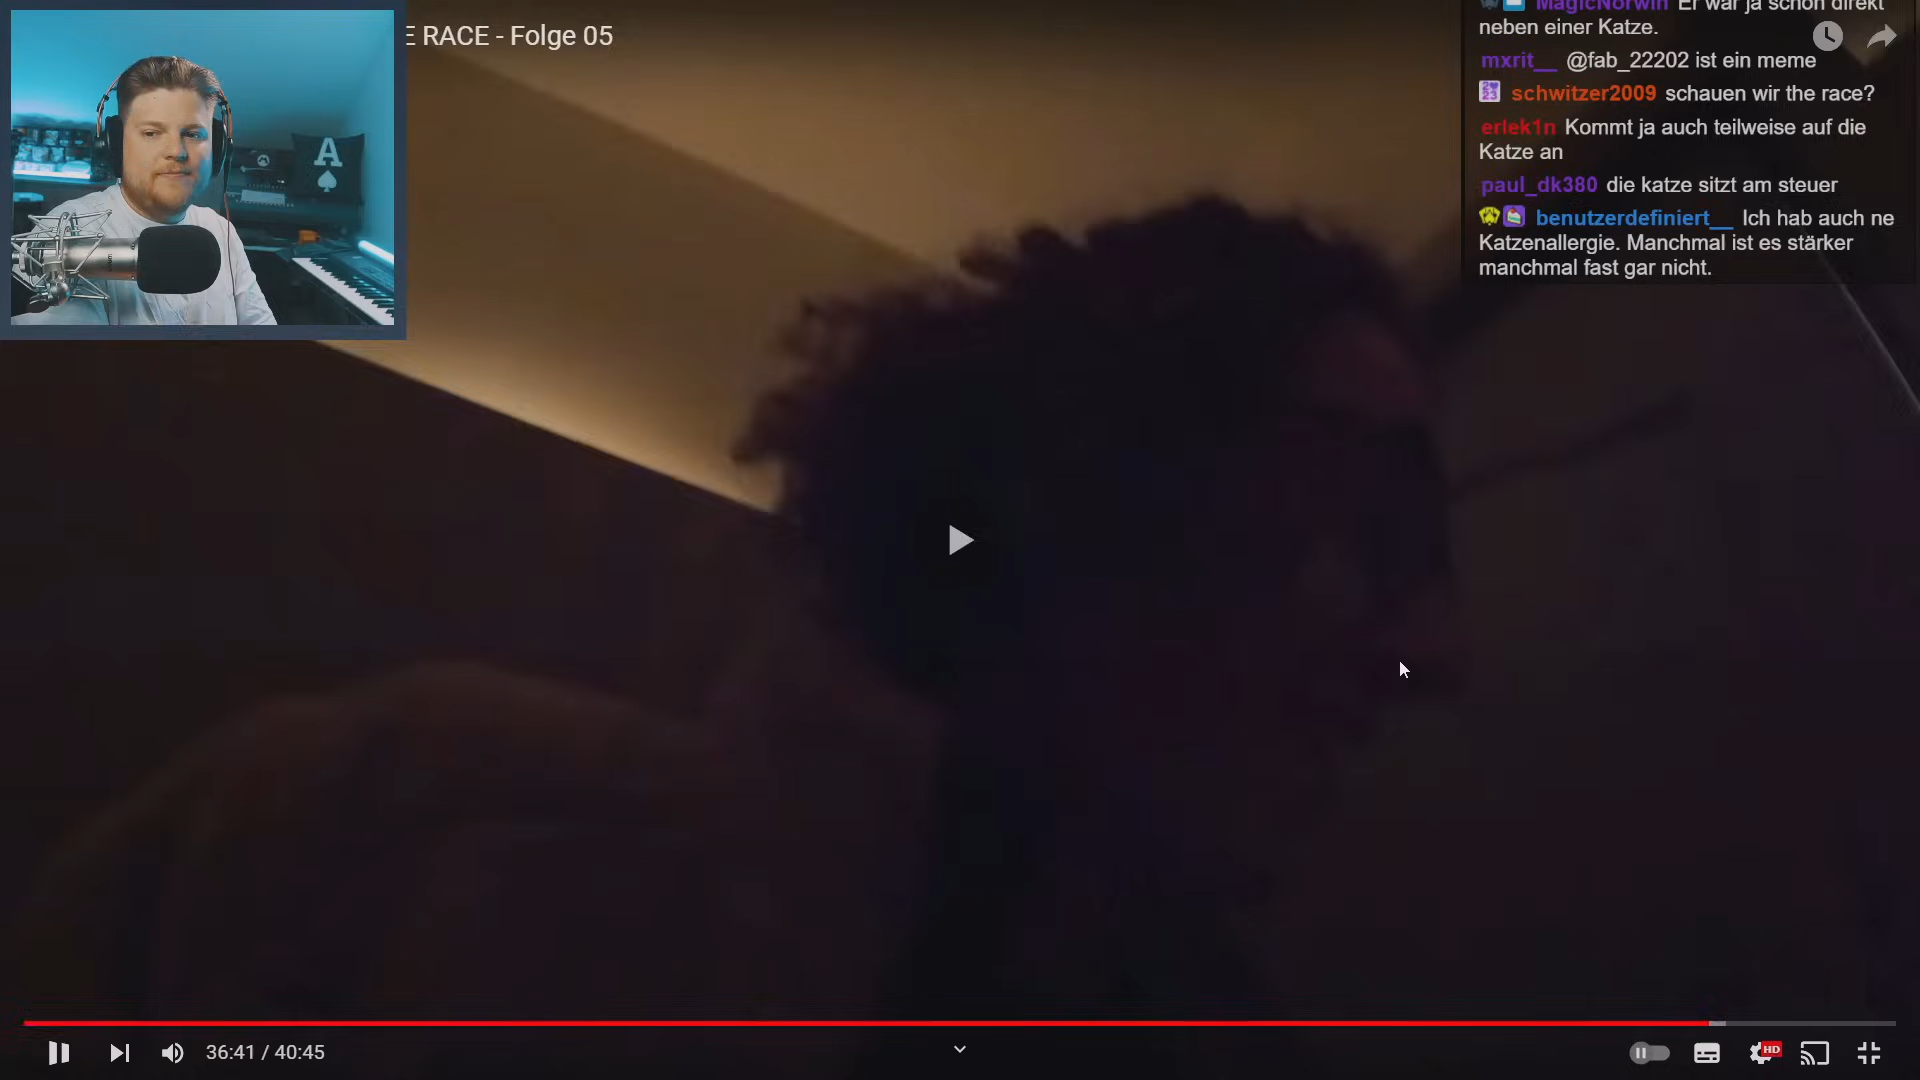 E RACE - Folge 05
MagicNorwin Er war ja schon direkt
neben einer Katze.
mxrit__ @fab_22202 ist ein meme
schwitzer2009 schauen wir the race?
erlek1n Kommt ja auch teilweise auf die
Katze an
paul_dk380 die katze sitzt am steuer
benutzerdefiniert__ Ich hab auch ne
Katzenallergie. Manchmal ist es stärker
manchmal fast gar nicht.
A
36:41 / 40:45
HD